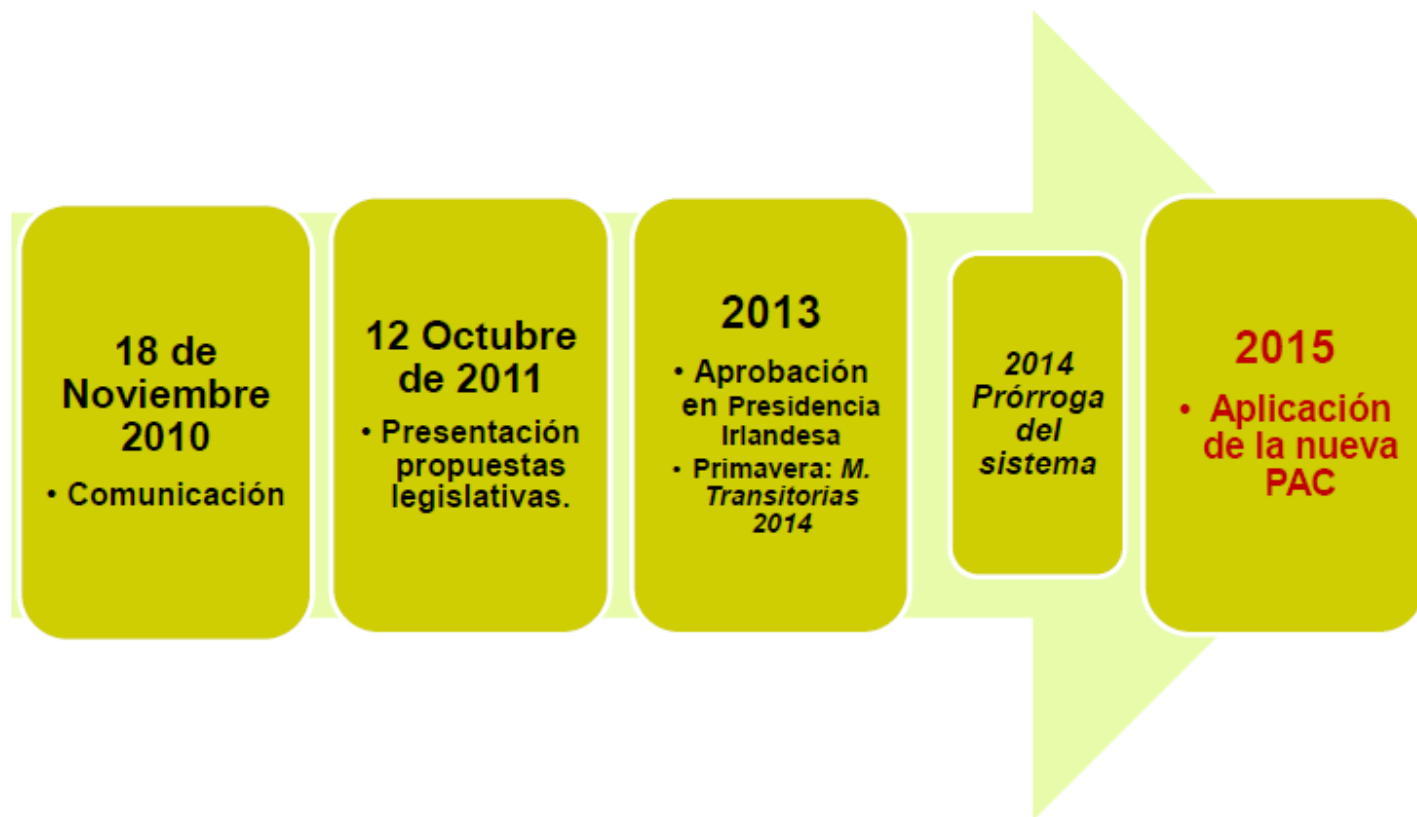 18 de
Noviembre
2010
• Comunicación
12 Octubre
de 2011
• Presentación
propuestas
legislativas.
2013
• Aprobación
en Presidencia
Irlandesa
• Primavera: M.
Transitorias
2014
2014
Prórroga
del
sistema
2015
• Aplicación
de la nueva
PAC